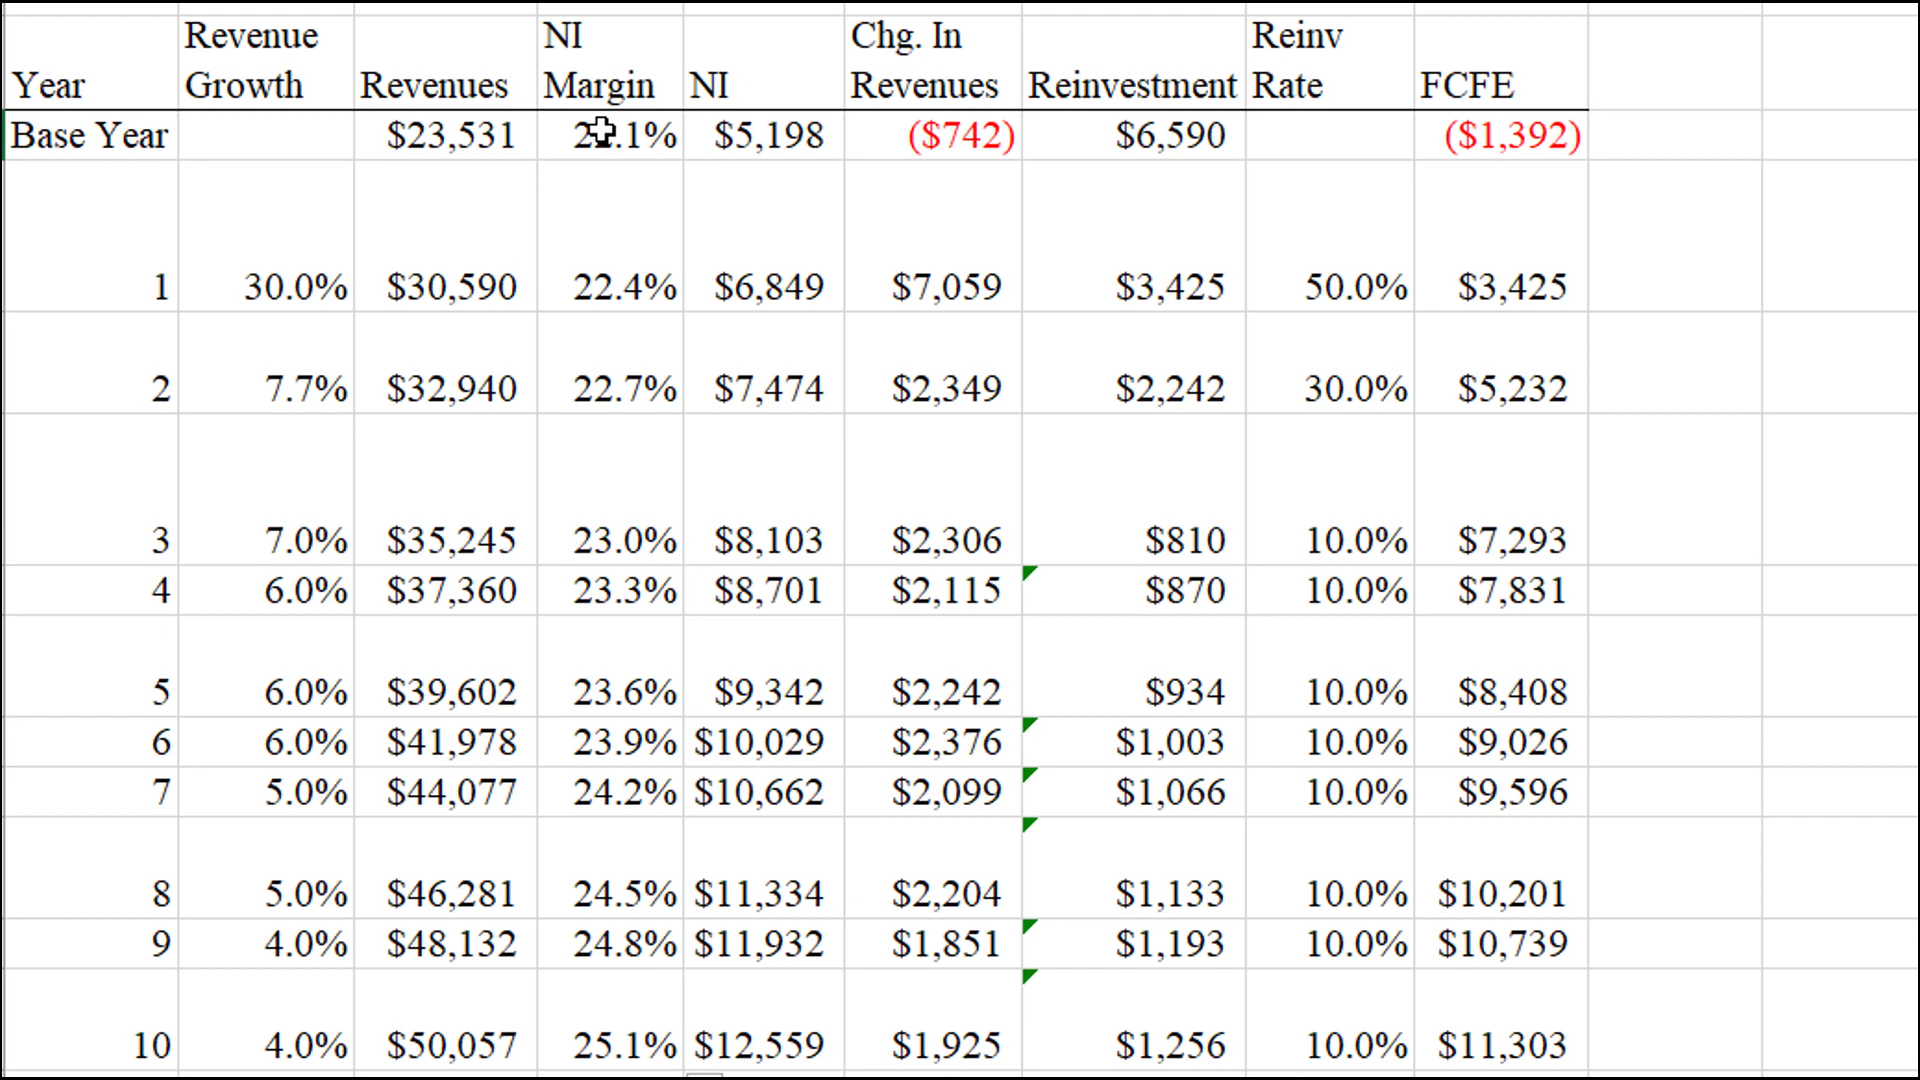 Year Revenue Growth Revenues NI Margin NI Chg. In Revenues Reinvestment Reinv Rate FCFE
Base Year $23,531 $5,198 ($742) $6,590 ($1,392)
1 30.0% $30,590 22.4% $6,849 $7,059 $3,425 50.0% $3,425
2 7.7% $32,940 22.7% $7,474 $2,349 $2,242 30.0% $5,232
3 7.0% $35,245 23.0% $8,103 $2,306 $810 10.0% $7,293
4 6.0% $37,360 23.3% $8,701 $2,115 $870 10.0% $7,831
5 6.0% $39,602 23.6% $9,342 $2,242 $934 10.0% $8,408
6 6.0% $41,978 23.9% $10,029 $2,376 $1,003 10.0% $9,026
7 5.0% $44,077 24.2% $10,662 $2,099 $1,066 10.0% $9,596
8 5.0% $46,281 24.5% $11,334 $2,204 $1,133 10.0% $10,201
9 4.0% $48,132 24.8% $11,932 $1,851 $1,193 10.0% $10,739
10 4.0% $50,057 25.1% $12,559 $1,925 $1,256 10.0% $11,303